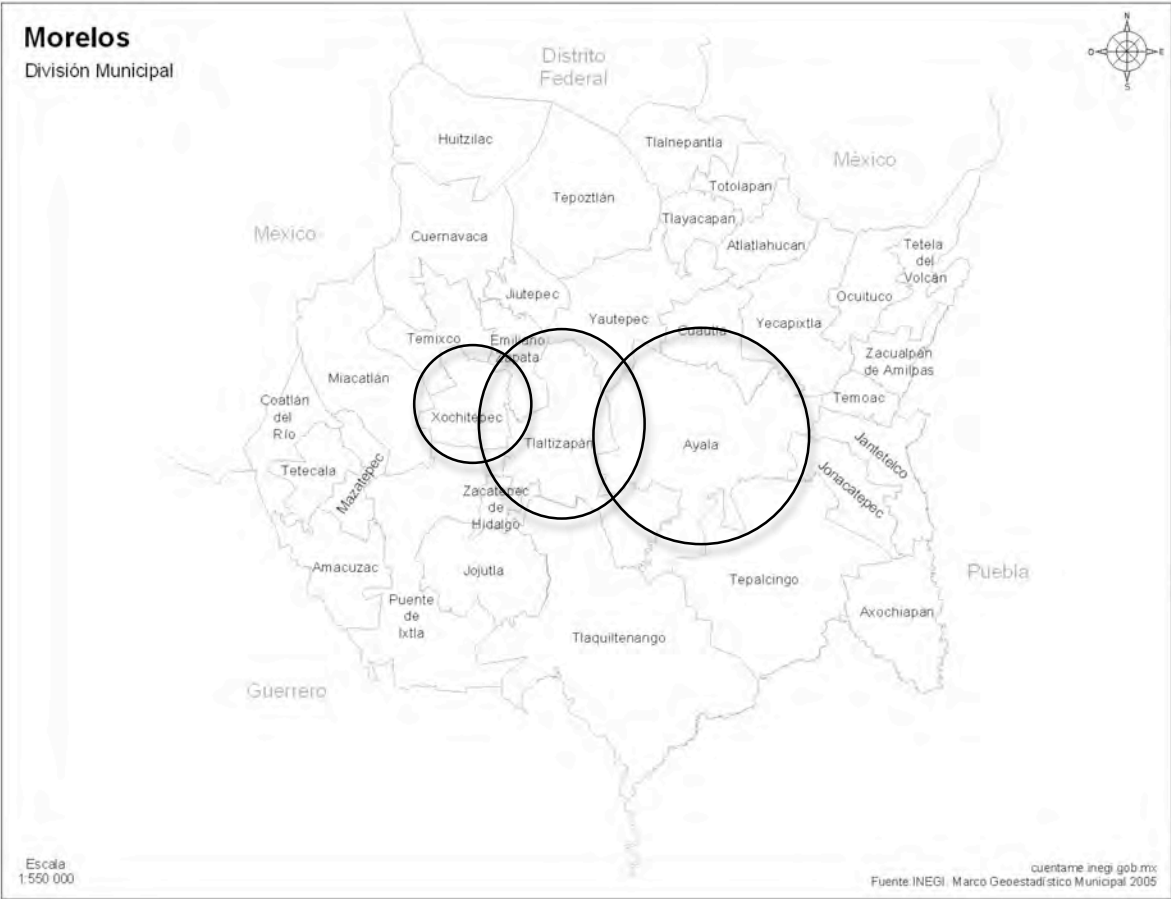 Morelos
División Municipal
N
O
E
S
Distrito
Federal
Huitzilac
Tlalnepantla
México
Totolapan
Tepoztlán
Tlayacapan
México
Cuernavaca
Atlatlahucan
Tetela
del
Volcán
Jiutepec
Ocuituco
Yautepec
Cuautla
Yecapixtla
Temixco
Emiliano
Zapata
Zacualpan
de Amilpas
Miacatlán
Coatlán
del
Río
Temoac
Xochitepec
Tlaltizapán
Ayala
Jantetelco
Tetecala
Mazatepec
Jonacatepec
Zacatepec
de
Hidalgo
Amacuzac
Jojutla
Tepalcingo
Puebla
Puente
de
Ixtla
Axochiapan
Tlaquiltenango
Guerrero
Escala
1:550 000
cuentame.inegi.gob.mx
Fuente INEGI. Marco Geoestadístico Municipal 2005